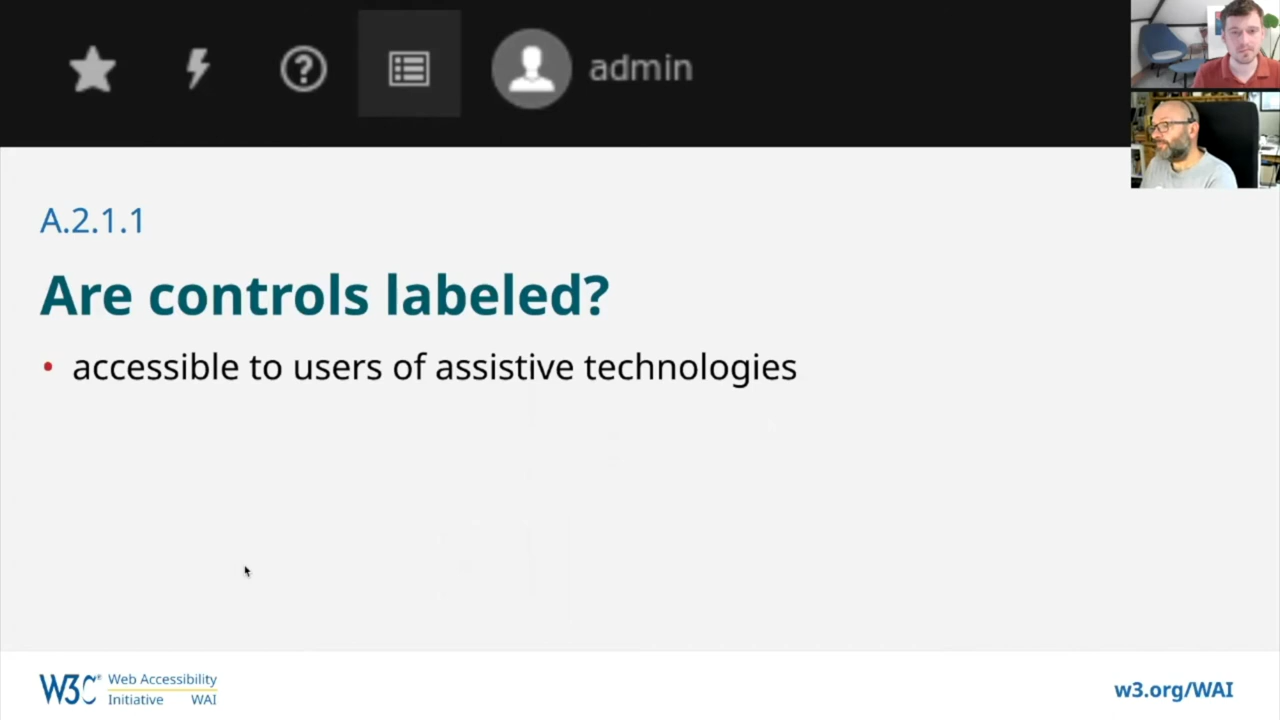 admin
A.2.1.1
Are controls labeled?
• accessible to users of assistive technologies
W3C® Web Accessibility
Initiative WAI
w3.org/WAI